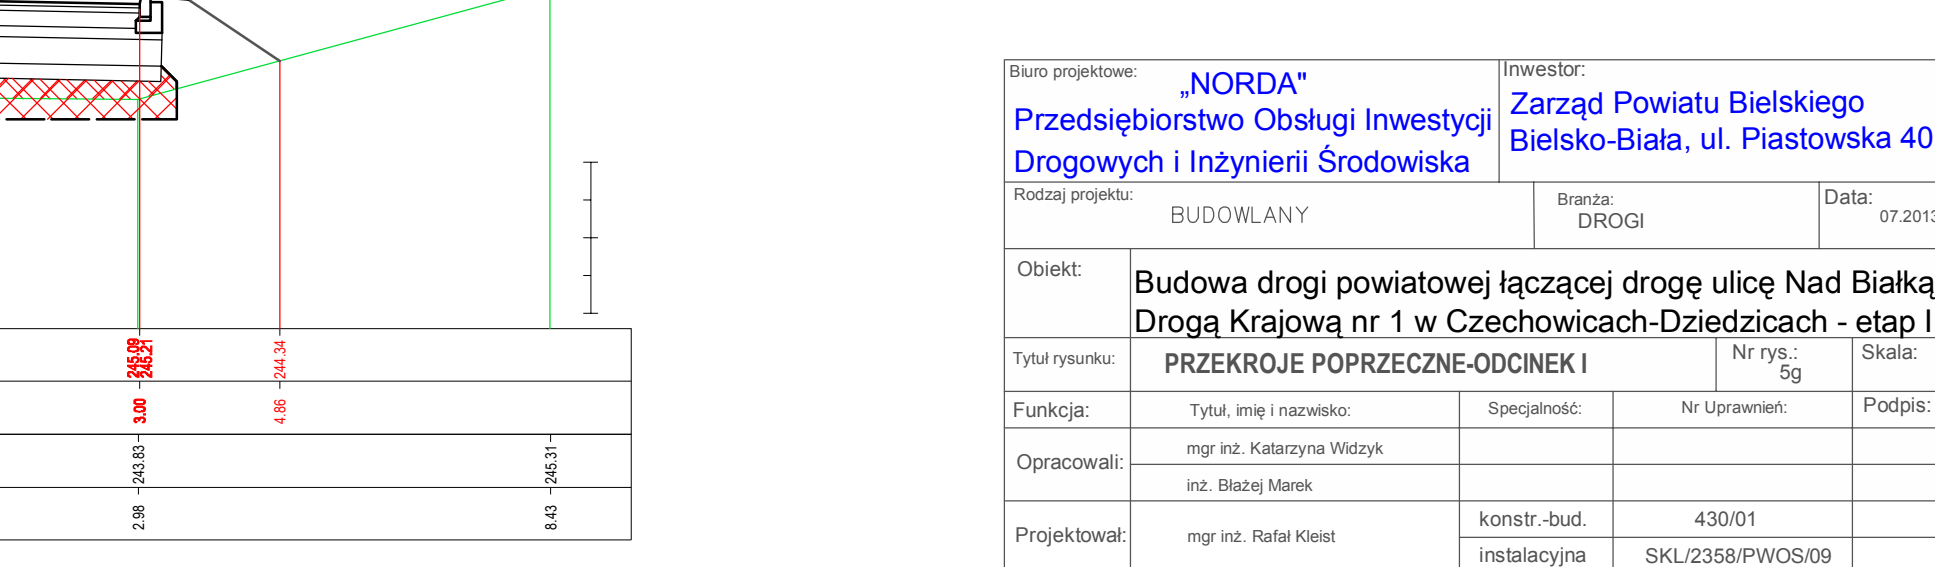 245.09
245.21
244.34
3.00
4.86
243.83
245.31
2.98
8.43
Biuro projektowe:
„NORDA"
Przedsiębiorstwo Obsługi Inwestycji
Drogowych i Inżynierii Środowiska
Inwestor:
Zarząd Powiatu Bielskiego
Bielsko-Biała, ul. Piastowska 40
Rodzaj projektu:
BUDOWLANY
Branża:
DROGI
Data:
07.2013
Obiekt:
Budowa drogi powiatowej łączącej drogę ulicę Nad Białką
Drogą Krajową nr 1 w Czechowicach-Dziedzicach - etap I
Tytuł rysunku:
PRZEKROJE POPRZECZNE-ODCINEK I
Nr rys.:
5g
Skala:
Funkcja:
Tytuł, imię i nazwisko:
Specjalność:
Nr Uprawnień:
Podpis:
Opracowali:
mgr inż. Katarzyna Widzyk
inż. Błażej Marek
Projektował:
mgr inż. Rafał Kleist
konstr.-bud.
430/01
instalacyjna
SKL/2358/PWOS/09